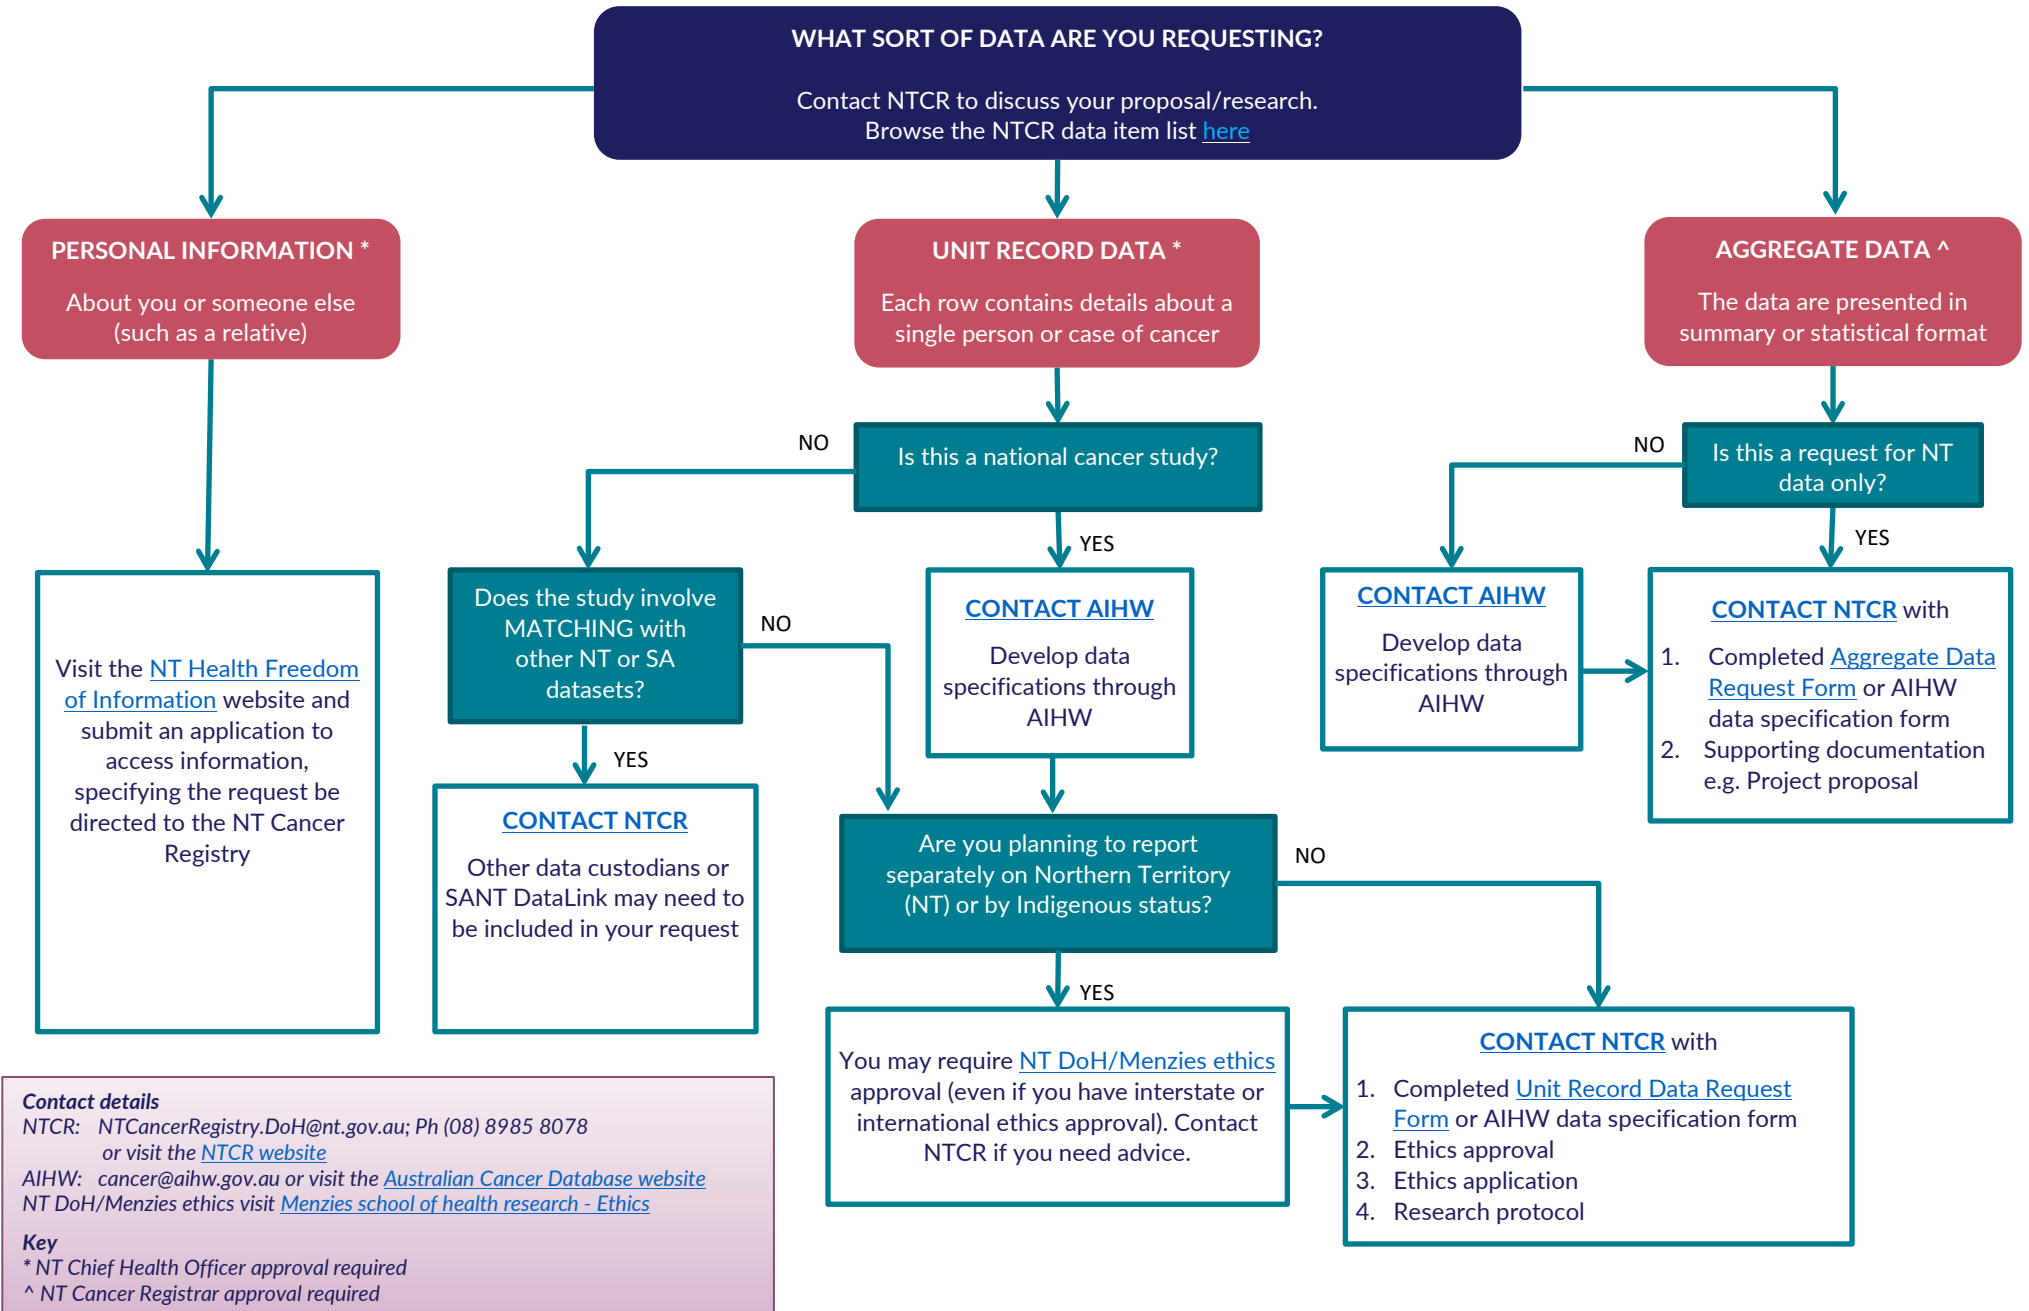 WHAT SORT OF DATA ARE YOU REQUESTING?
Contact NTCR to discuss your proposal/research.
Browse the NTCR data item list here
PERSONAL INFORMATION *
About you or someone else
(such as a relative)
UNIT RECORD DATA *
Each row contains details about a
single person or case of cancer
AGGREGATE DATA ^
The data are presented in
summary or statistical format
NO
Is this a national cancer study?
YES
NO
Is this a request for NT
data only?
YES
Visit the NT Health Freedom
of Information website and
submit an application to
access information,
specifying the request be
directed to the NT Cancer
Registry
Does the study involve
MATCHING with
other NT or SA
datasets?
NO
YES
CONTACT AIHW
Develop data
specifications through
AIHW
CONTACT AIHW
Develop data
specifications through
AIHW
CONTACT NTCR with
1. Completed Aggregate Data
Request Form or AIHW
data specification form
2. Supporting documentation
e.g. Project proposal
CONTACT NTCR
Other data custodians or
SANT DataLink may need to
be included in your request
Are you planning to report
separately on Northern Territory
(NT) or by Indigenous status?
NO
YES
You may require NT DoH/Menzies ethics
approval (even if you have interstate or
international ethics approval). Contact
NTCR if you need advice.
CONTACT NTCR with
1. Completed Unit Record Data Request
Form or AIHW data specification form
2. Ethics approval
3. Ethics application
4. Research protocol
Contact details
NTCR: NTCancerRegistry.DoH@nt.gov.au; Ph (08) 8985 8078
or visit the NTCR website
AIHW: cancer@aihw.gov.au or visit the Australian Cancer Database website
NT DoH/Menzies ethics visit Menzies school of health research - Ethics
Key
* NT Chief Health Officer approval required
^ NT Cancer Registrar approval required